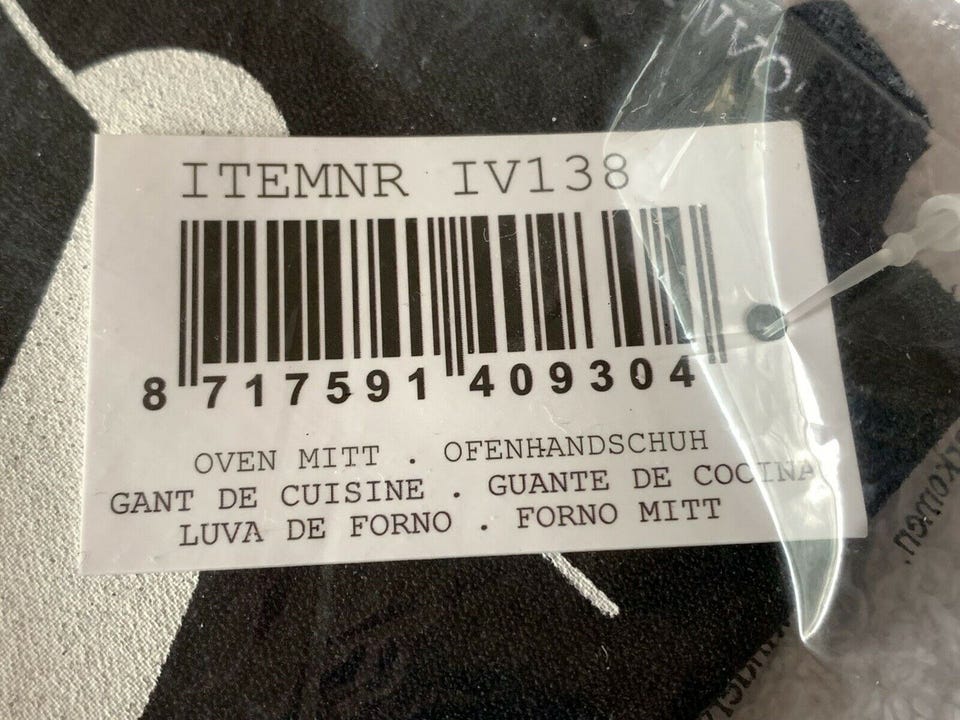 ITEMNR IV138
8 717591 409304
OVEN MITT . OFENHANDSCHUH
GANT DE CUISINE . GUANTE DE COCINA
LUVA DE FORNO . FORNO MITT